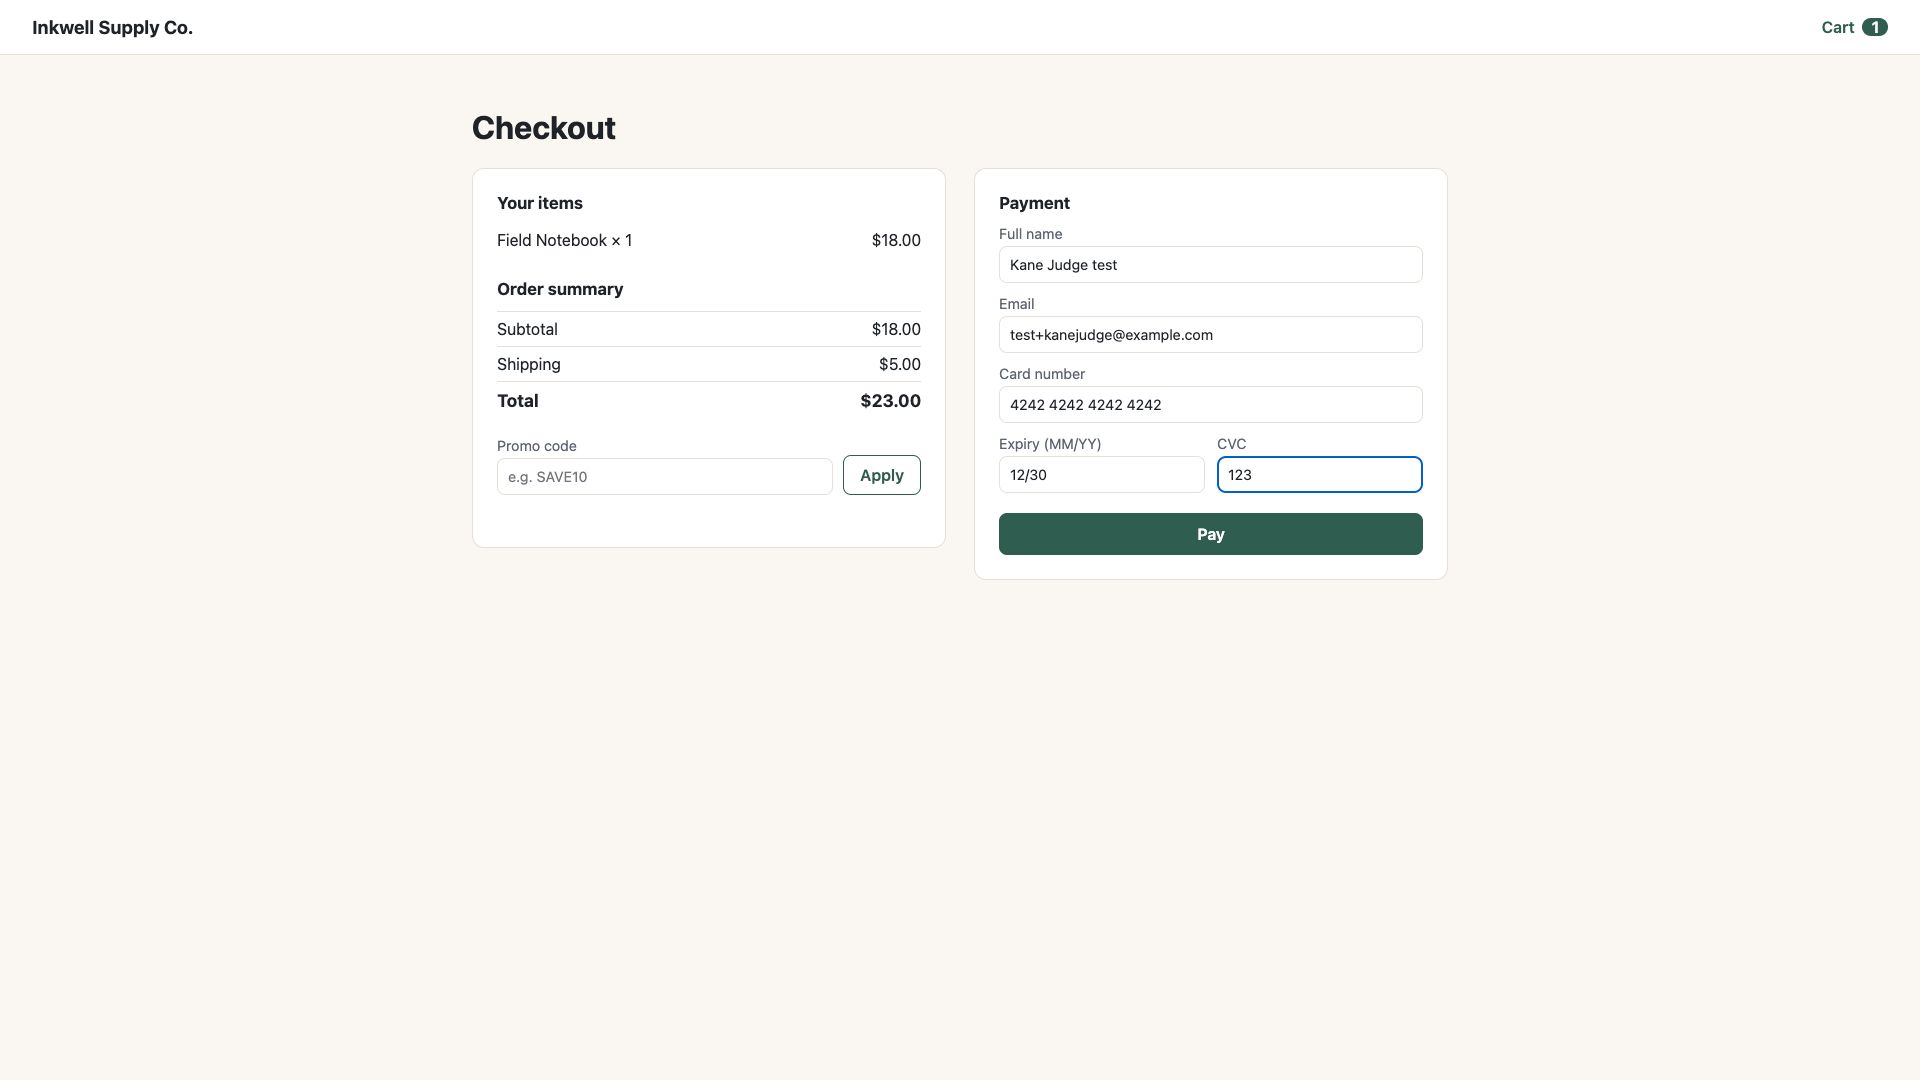 Inkwell Supply Co.
Cart 1
Checkout
Your items
Field Notebook × 1 $18.00
Order summary
Subtotal $18.00
Shipping $5.00
Total $23.00
Promo code
e.g. SAVE10
Apply
Payment
Full name
Kane Judge test
Email
test+kanejudge@example.com
Card number
4242 4242 4242 4242
Expiry (MM/YY) CVC
12/30 123
Pay